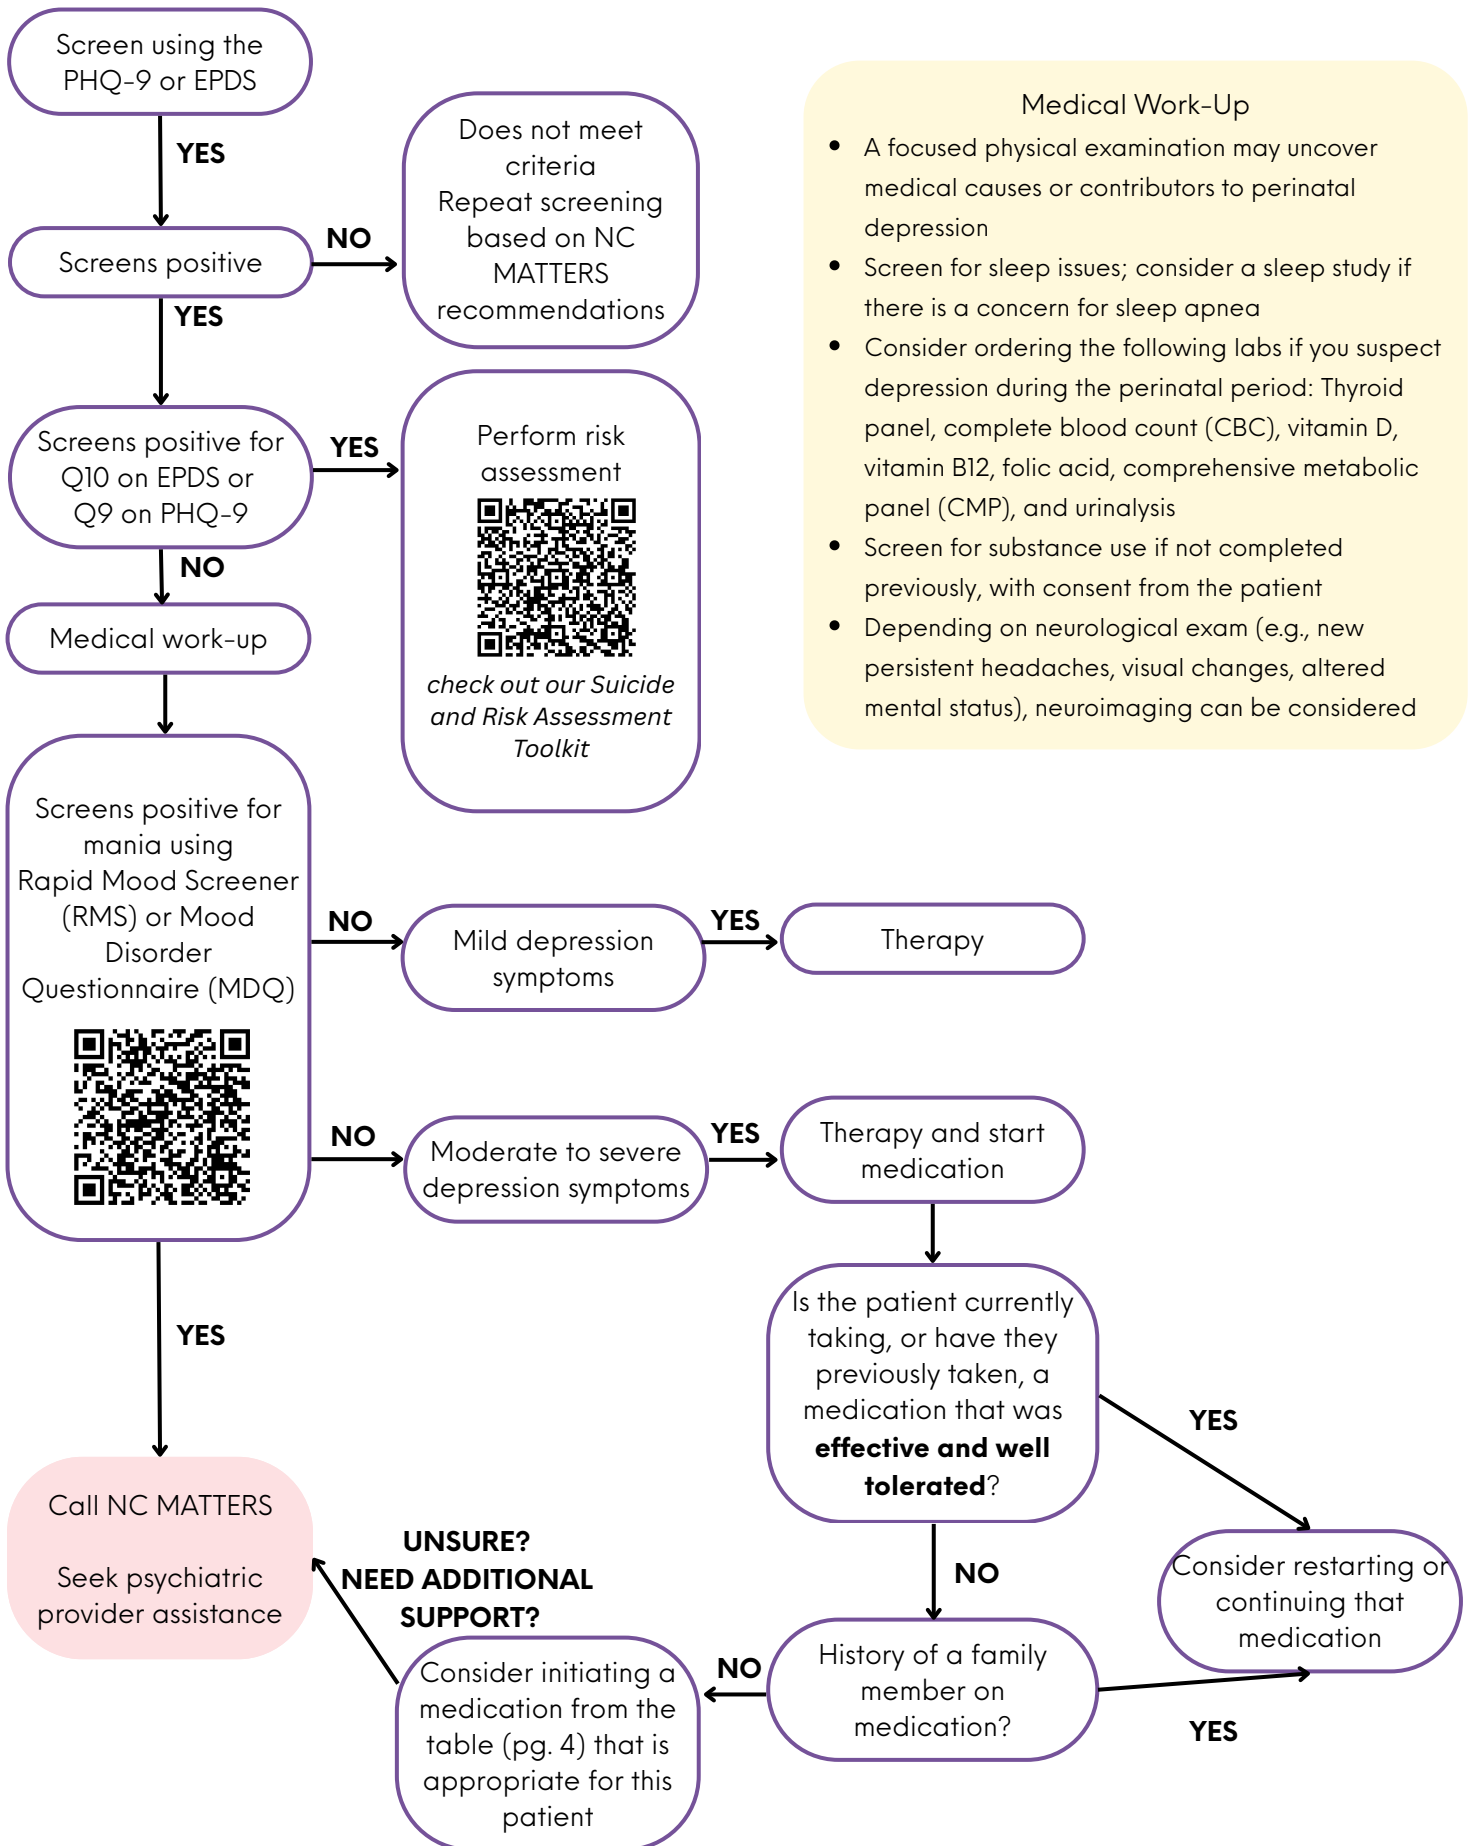 Screen using the
PHQ-9 or EPDS
YES
Screens positive
NO
Does not meet
criteria
Repeat screening
based on NC
MATTERS
recommendations
YES
Screens positive for
Q10 on EPDS or
Q9 on PHQ-9
YES
Perform risk
assessment
check out our Suicide
and Risk Assessment
Toolkit
NO
Medical work-up
Screens positive for
mania using
Rapid Mood Screener
(RMS) or Mood
Disorder
Questionnaire (MDQ)
NO
Mild depression
symptoms
YES
Therapy
NO
Moderate to severe
depression symptoms
YES
Therapy and start
medication
Is the patient currently
taking, or have they
previously taken, a
medication that was
effective and well
tolerated?
YES
Consider restarting or
continuing that
medication
NO
History of a family
member on
medication?
YES
NO
Consider initiating a
medication from the
table (pg. 4) that is
appropriate for this
patient
UNSURE?
NEED ADDITIONAL
SUPPORT?
YES
Call NC MATTERS
Seek psychiatric
provider assistance
Medical Work-Up
• A focused physical examination may uncover
medical causes or contributors to perinatal
depression
• Screen for sleep issues; consider a sleep study if
there is a concern for sleep apnea
• Consider ordering the following labs if you suspect
depression during the perinatal period: Thyroid
panel, complete blood count (CBC), vitamin D,
vitamin B12, folic acid, comprehensive metabolic
panel (CMP), and urinalysis
• Screen for substance use if not completed
previously, with consent from the patient
• Depending on neurological exam (e.g., new
persistent headaches, visual changes, altered
mental status), neuroimaging can be considered